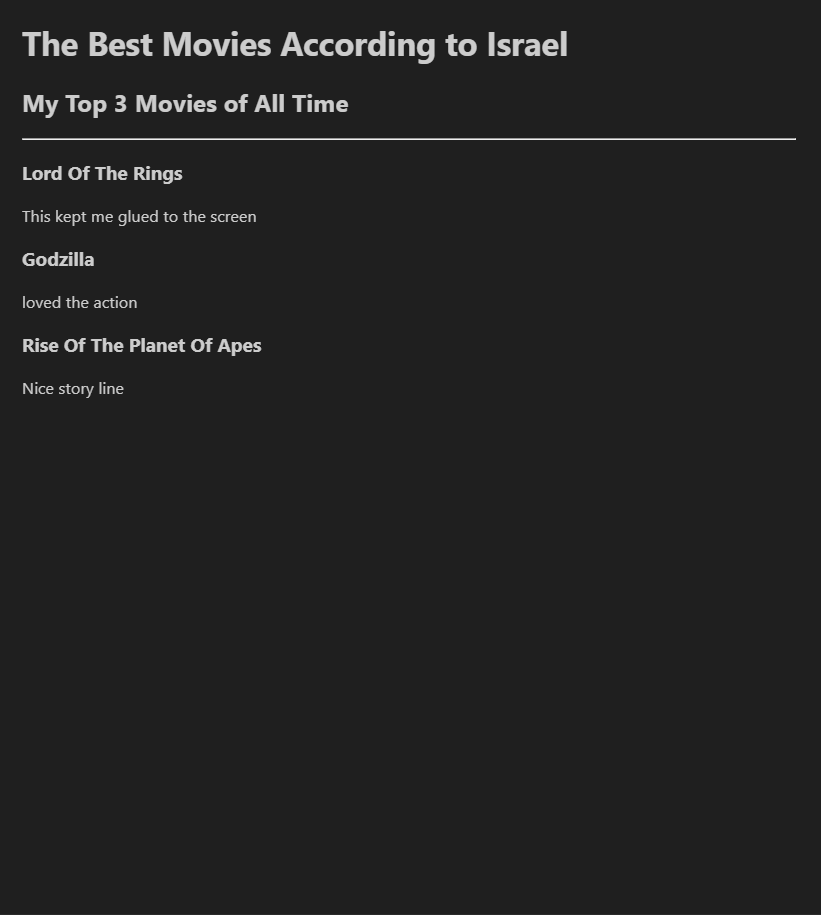 The Best Movies According to Israel
My Top 3 Movies of All Time
Lord Of The Rings
This kept me glued to the screen
Godzilla
loved the action
Rise Of The Planet Of Apes
Nice story line